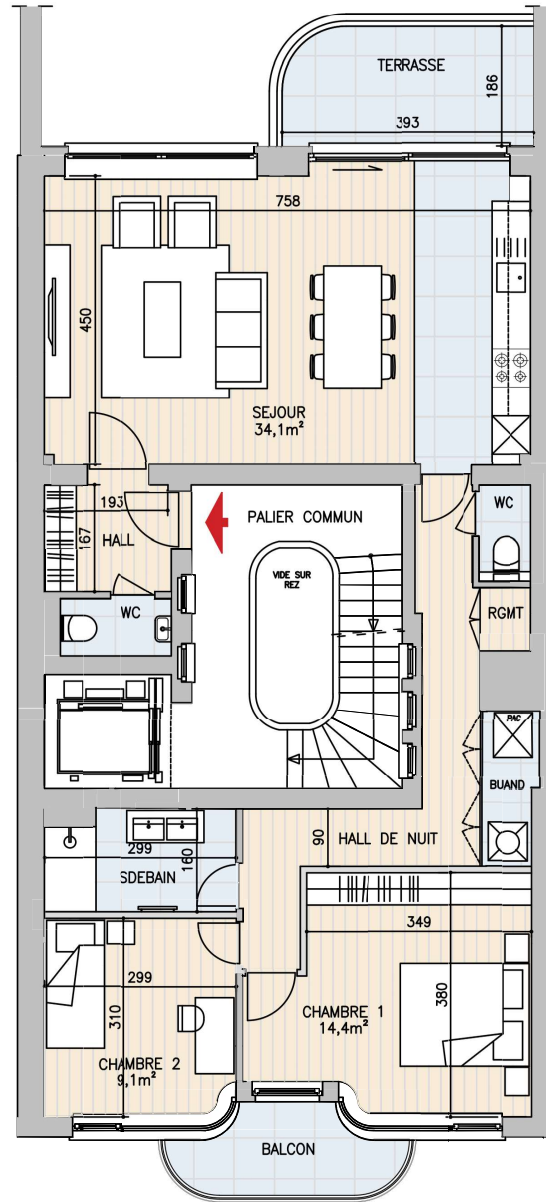 TERRASSE
186
393
758
450
SEJOUR
34,1m²
193
HALL
167
PALIER COMMUN
WC
VIDE SUR
REZ
WC
RGMT
PAC
BUAND
90
HALL DE NUIT
299
160
SDEBAIN
349
299
310
380
CHAMBRE 1
14,4m²
CHAMBRE 2
9,1m²
BALCON